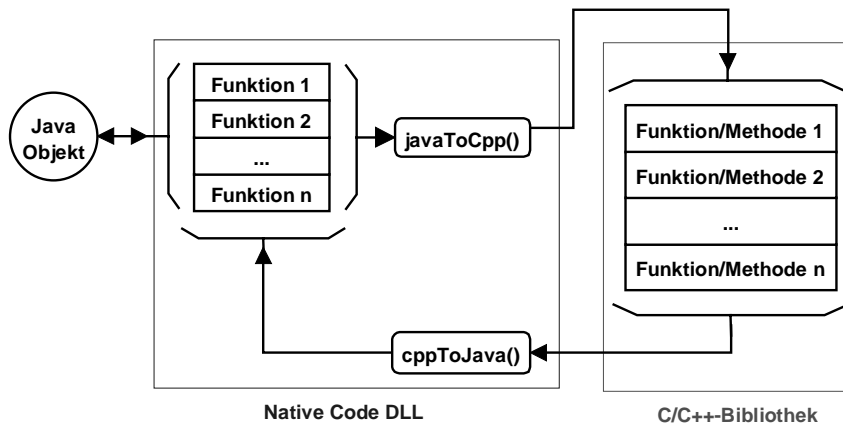 Java
Objekt
Funktion 1
Funktion 2
...
Funktion n
javaToCpp()
cppToJava()
Native Code DLL
Funktion/Methode 1
Funktion/Methode 2
...
Funktion/Methode n
C/C++-Bibliothek